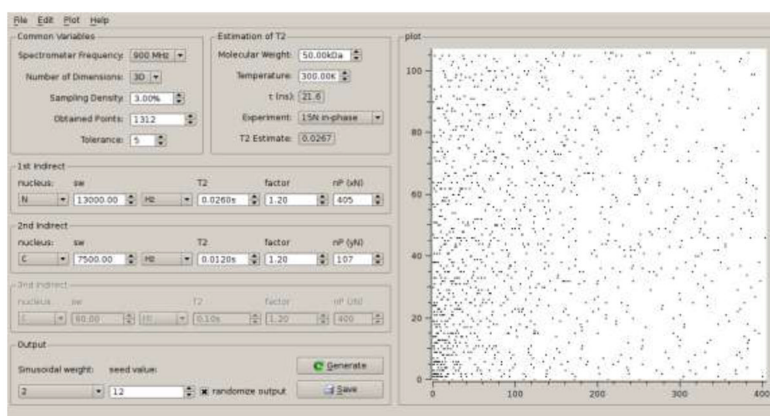 File Edit Plot Help
Common Variables
Spectrometer Frequency: 900 MHz
Number of Dimensions: 3D
Sampling Density: 3.00%
Obtained Points: 1312
Tolerance: 5
Estimation of T2
Molecular Weight: 50.00kDa
Temperature: 300.00K
τ (ns): 21.6
Experiment: 15N in-phase
T2 Estimate: 0.0267
1st Indirect
nucleus: sw T2 factor nP (xN)
N 13000.00 Hz 0.0260s 1.20 405
2nd Indirect
nucleus: sw T2 factor nP (yN)
C 7500.00 Hz 0.0120s 1.20 107
3rd Indirect
nucleus: sw T2 factor
60.00 0.10s 1.20 400
Output
Sinusoidal weight: seed value:
2 12 randomize output
Generate
Save
plot
100
80
60
40
20
0
0 100 200 300 400